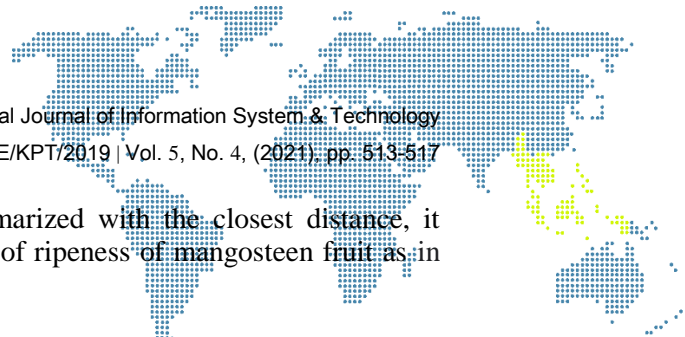 al Journal of Information System & Technology
E/KPT/2019 | Vol. 5, No. 4, (2021), pp. 513-517
marized with the closest distance, it
of ripeness of mangosteen fruit as in